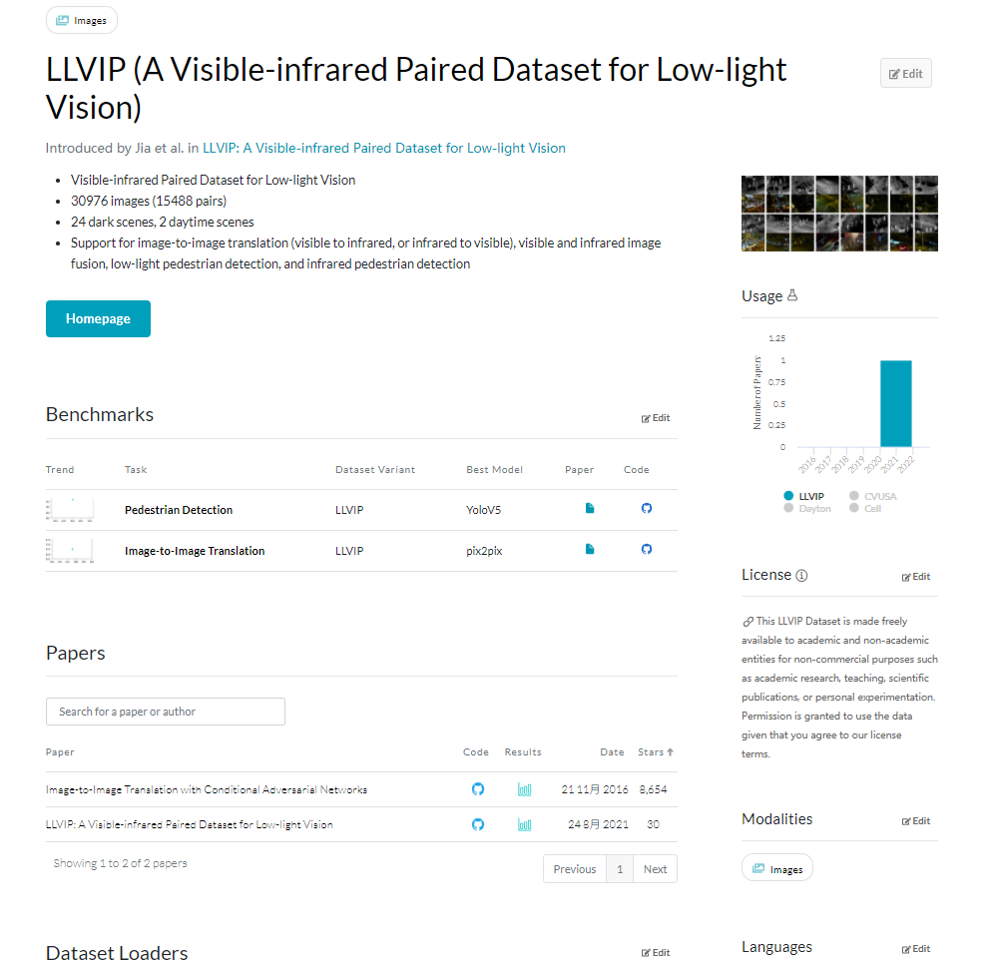 Images
LLVIP (A Visible-infrared Paired Dataset for Low-light
Vision)
Edit
Introduced by Jia et al. in LLVIP: A Visible-infrared Paired Dataset for Low-light Vision
Visible-infrared Paired Dataset for Low-light Vision
30976 images (15488 pairs)
24 dark scenes, 2 daytime scenes
Support for image-to-image translation (visible to infrared, or infrared to visible), visible and infrared image
fusion, low-light pedestrian detection, and infrared pedestrian detection
Homepage
Benchmarks
Edit
Trend Task Dataset Variant Best Model Paper Code
Pedestrian Detection LLVIP YoloV5
Image-to-Image Translation LLVIP pix2pix
Papers
Search for a paper or author
Paper Code Results Date Stars
Image-to-Image Translation with Conditional Adversarial Networks 21 11月 2016 8,654
LLVIP: A Visible-infrared Paired Dataset for Low-light Vision 24 8月 2021 30
Showing 1 to 2 of 2 papers
Previous 1 Next
Dataset Loaders
Edit
Usage
Number of Papers
1.25
1
0.75
0.5
0.25
0
2016 2017 2018 2019 2020 2021 2022
LLVIP CVUSA
Dayton Cell
License
Edit
This LLVIP Dataset is made freely
available to academic and non-academic
entities for non-commercial purposes such
as academic research, teaching, scientific
publications, or personal experimentation.
Permission is granted to use the data
given that you agree to our license
terms.
Modalities
Edit
Images
Languages
Edit